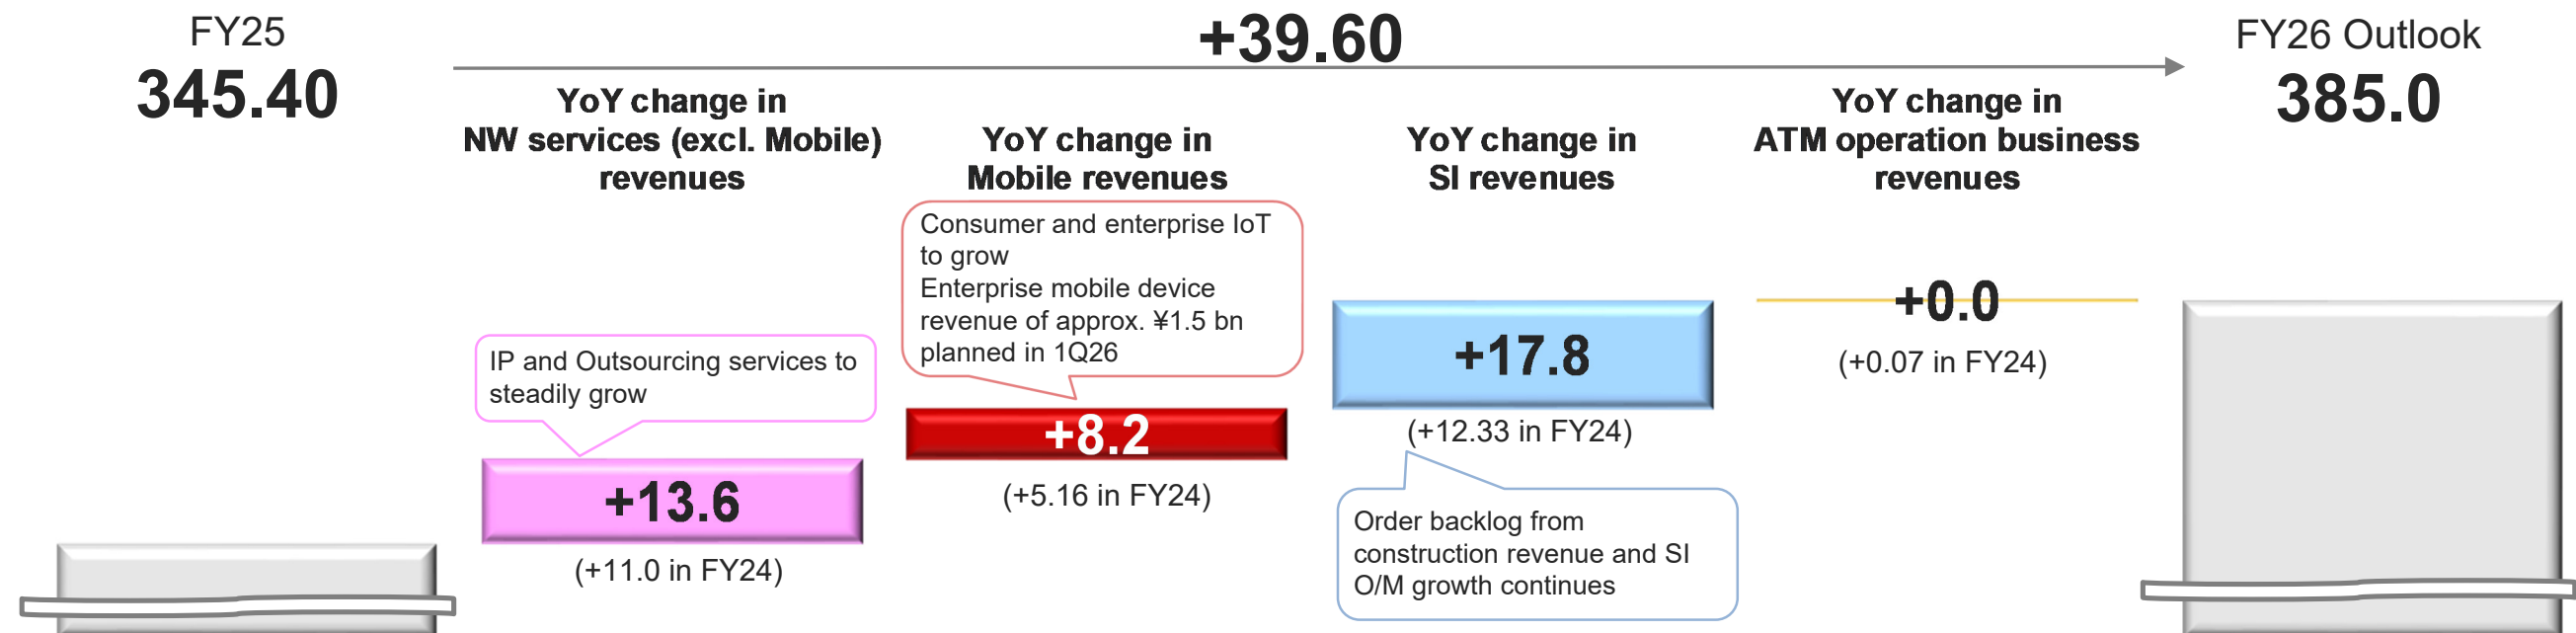 FY25
345.40
+39.60
FY26 Outlook
385.0
YoY change in
NW services (excl. Mobile)
revenues
YoY change in
Mobile revenues
YoY change in
SI revenues
YoY change in
ATM operation business
revenues
IP and Outsourcing services to
steadily grow
+13.6
(+11.0 in FY24)
Consumer and enterprise IoT
to grow
Enterprise mobile device
revenue of approx. ¥1.5 bn
planned in 1Q26
+8.2
(+5.16 in FY24)
+17.8
(+12.33 in FY24)
Order backlog from
construction revenue and SI
O/M growth continues
+0.0
(+0.07 in FY24)